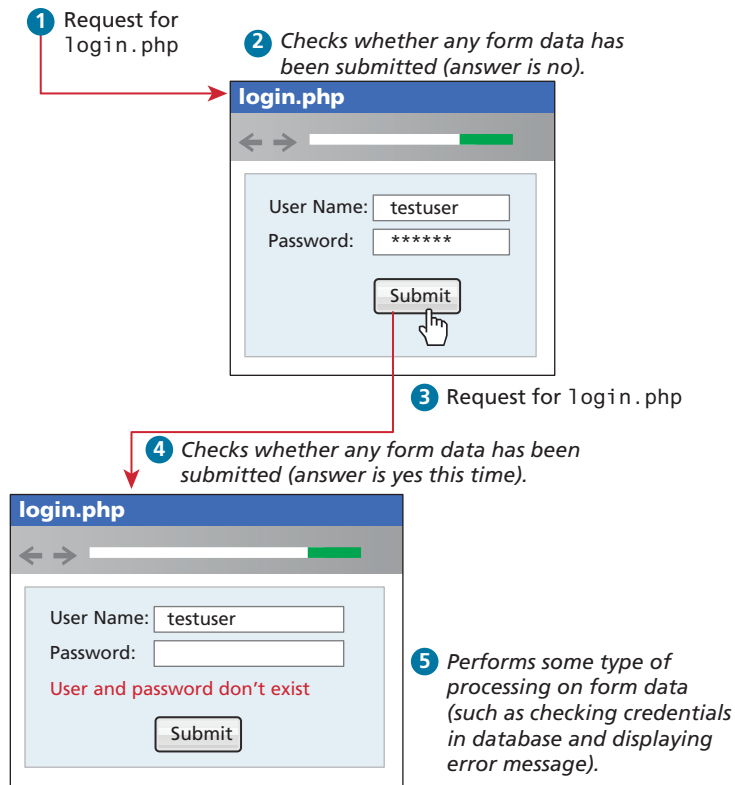 1 Request for
login.php
2 Checks whether any form data has
been submitted (answer is no).
login.php
User Name: testuser
Password: ******
Submit
3 Request for login.php
4 Checks whether any form data has been
submitted (answer is yes this time).
login.php
User Name: testuser
Password:
User and password don’t exist
Submit
5 Performs some type of
processing on form data
(such as checking credentials
in database and displaying
error message).